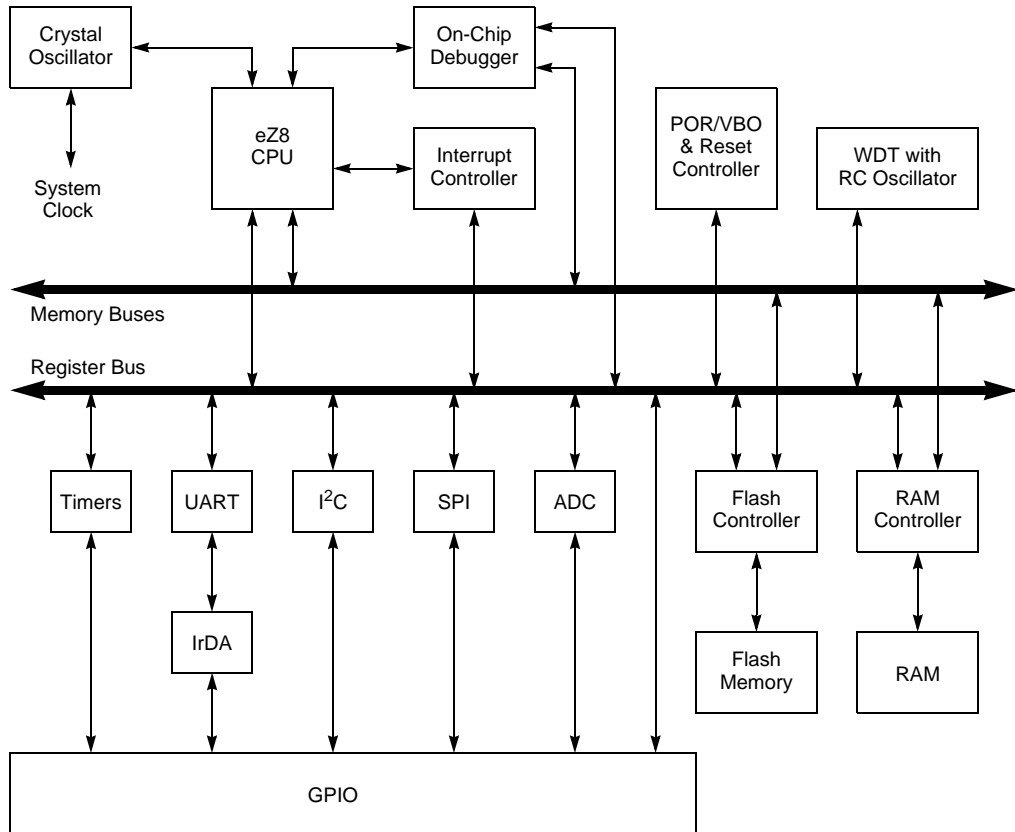 Crystal
Oscillator
On-Chip
Debugger
eZ8
CPU
Interrupt
Controller
POR/VBO
& Reset
Controller
WDT with
RC Oscillator
System
Clock
Memory Buses
Register Bus
Timers
UART
I²C
SPI
ADC
Flash
Controller
RAM
Controller
IrDA
Flash
Memory
RAM
GPIO